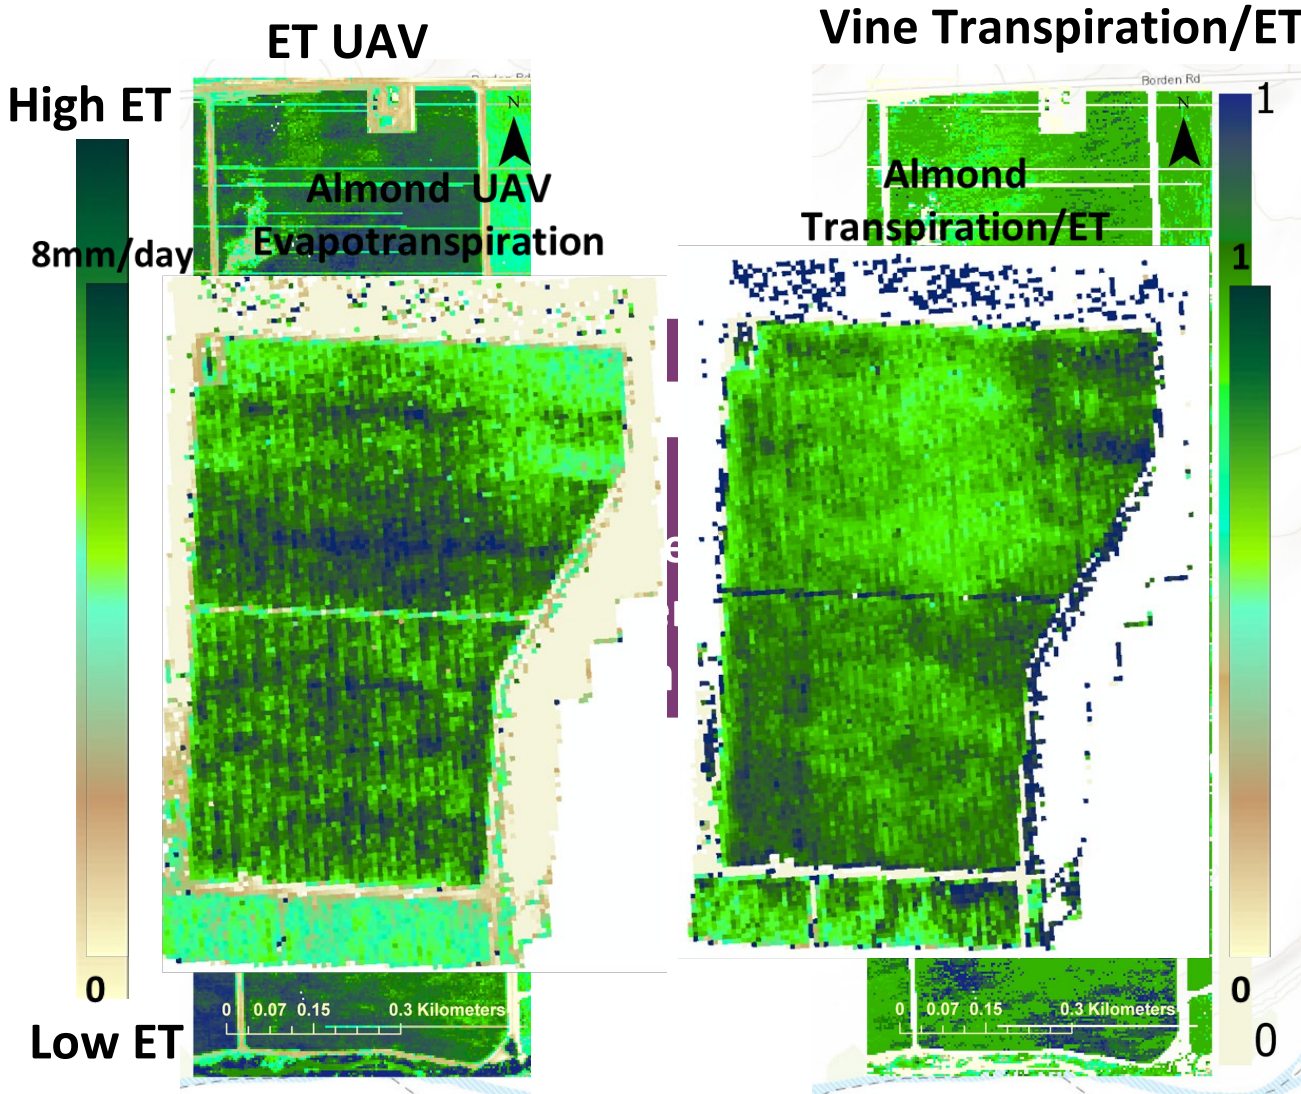 ET UAV
Vine Transpiration/ET
High ET
Borden Rd
1
N
N
Almond UAV
Evapotranspiration
Almond
Transpiration/ET
8mm/day
1
0
0.07
0.15
0.3 Kilometers
0
0.07
0.15
0.3 Kilometers
0
0
Low ET
0